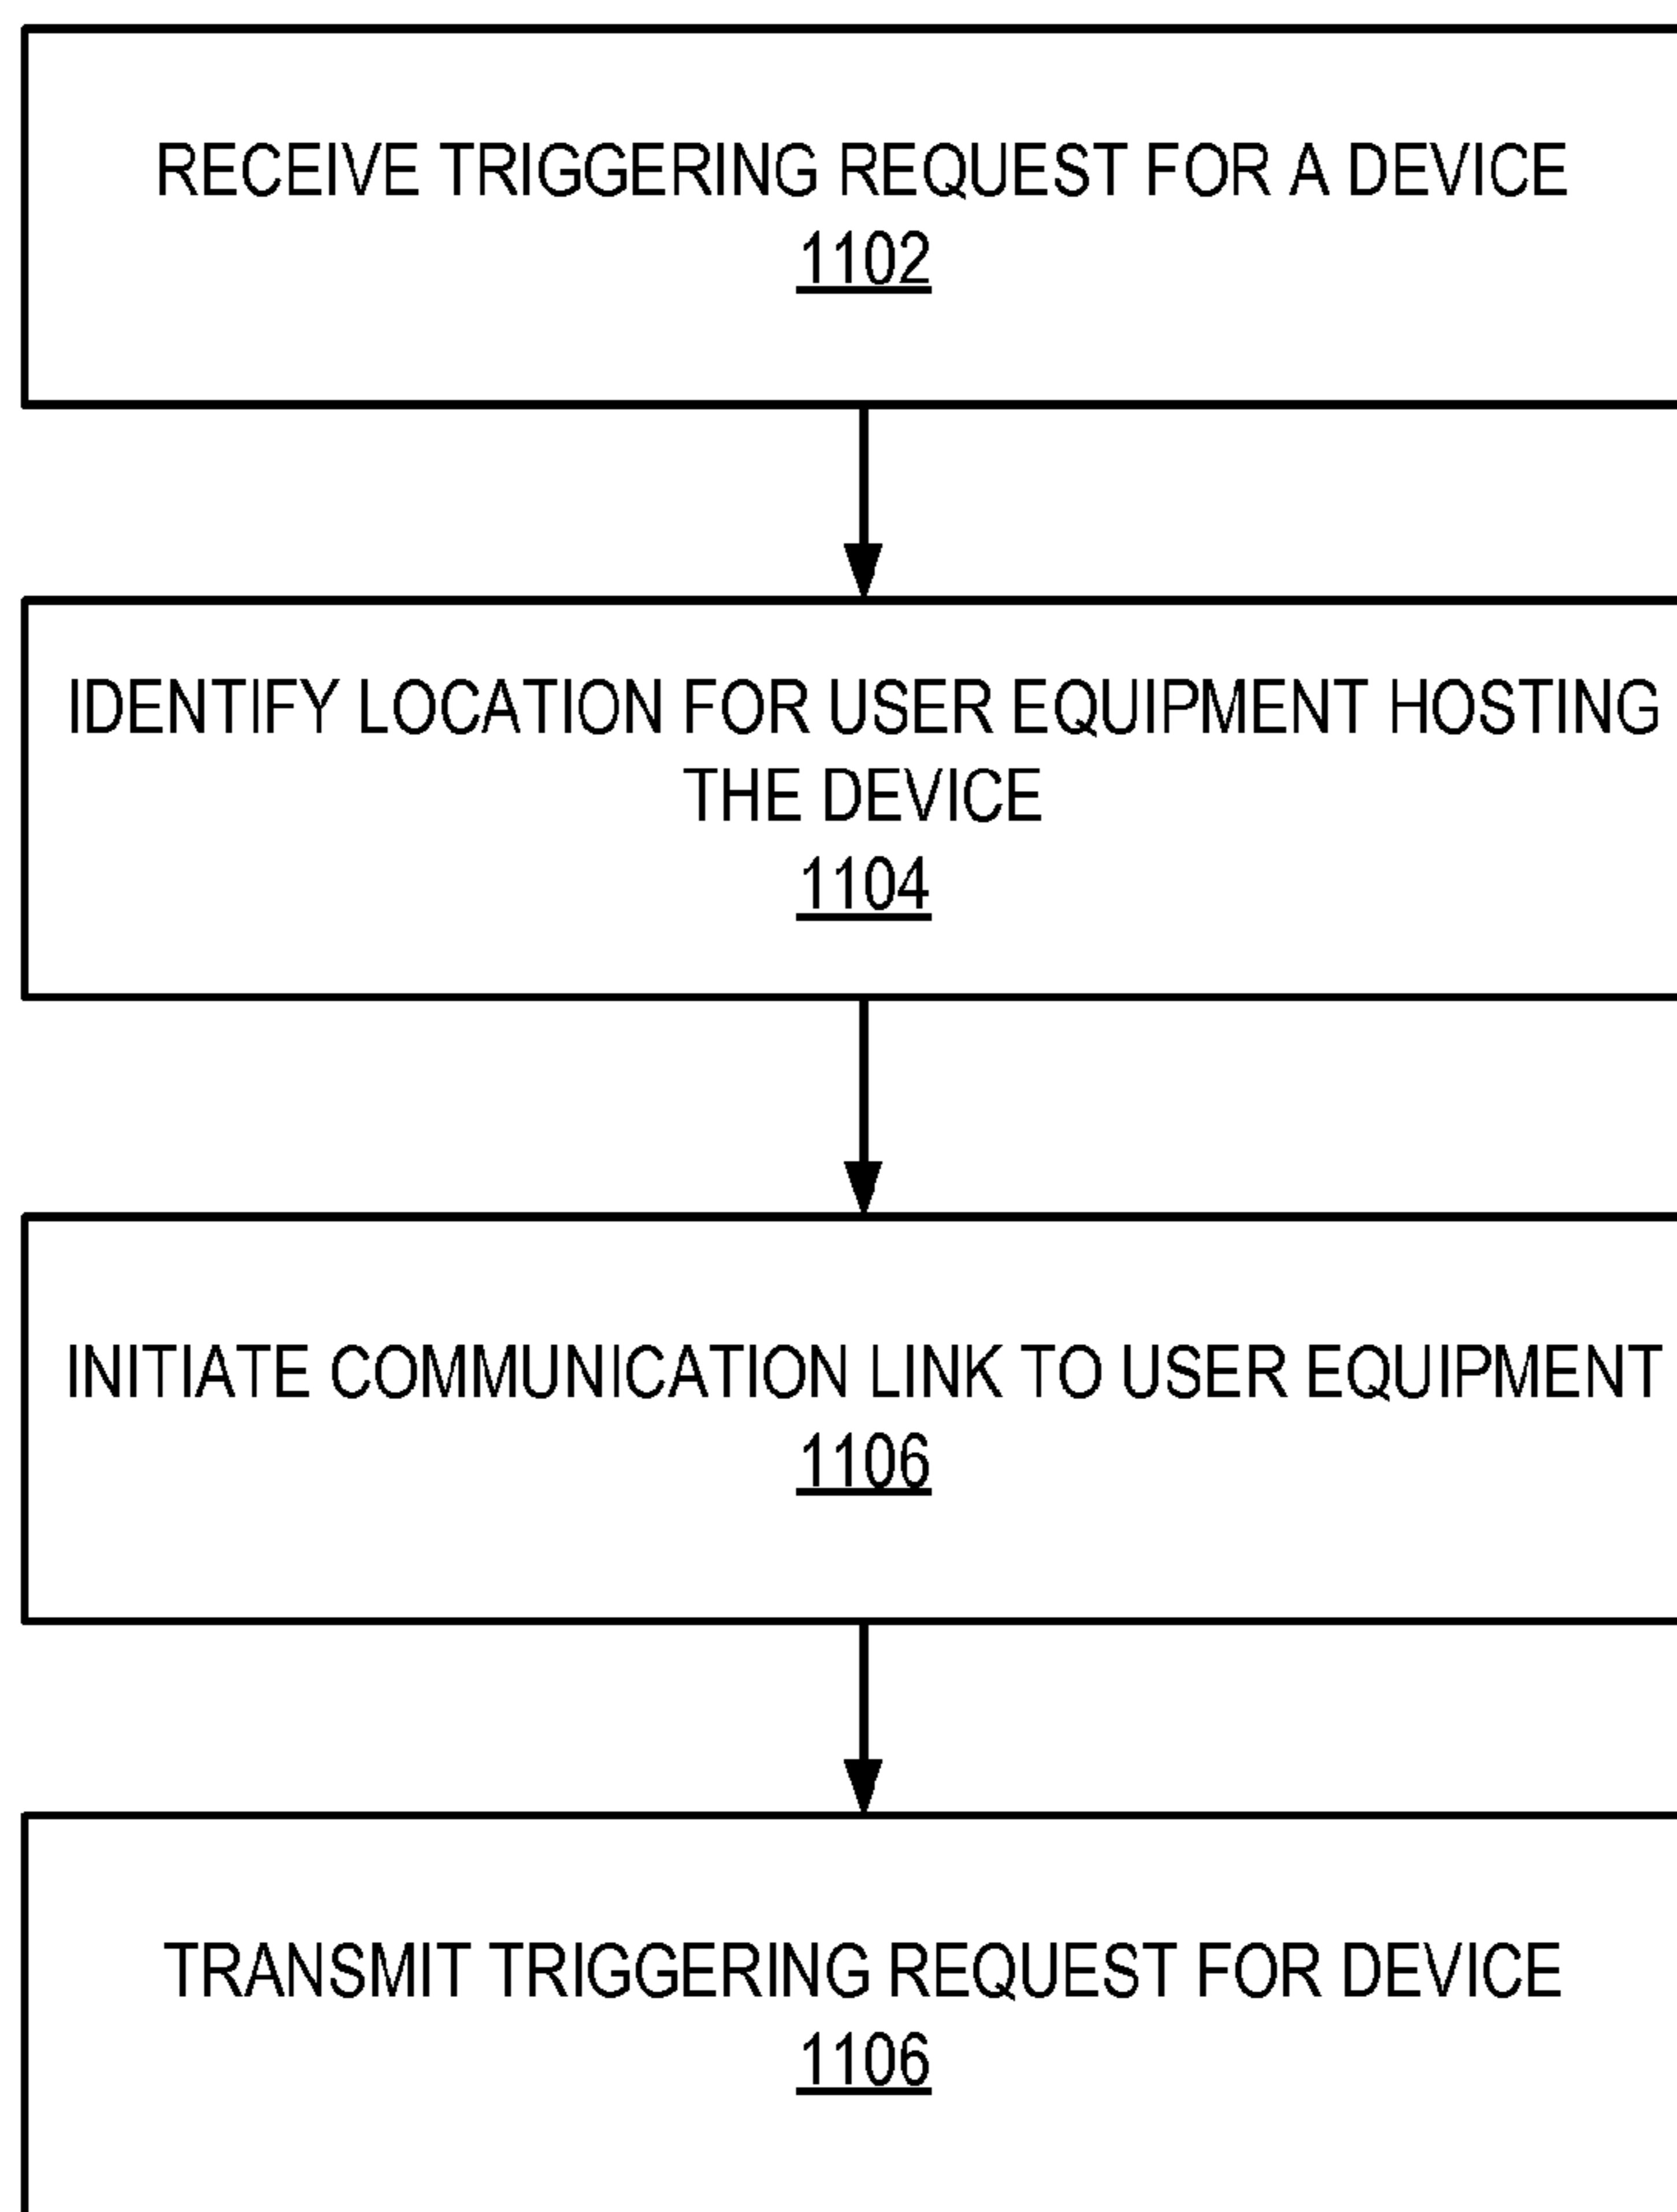 RECEIVE TRIGGERING REQUEST FOR A DEVICE
1102
IDENTIFY LOCATION FOR USER EQUIPMENT HOSTING
THE DEVICE
1104
INITIATE COMMUNICATION LINK TO USER EQUIPMENT
1106
TRANSMIT TRIGGERING REQUEST FOR DEVICE
1106